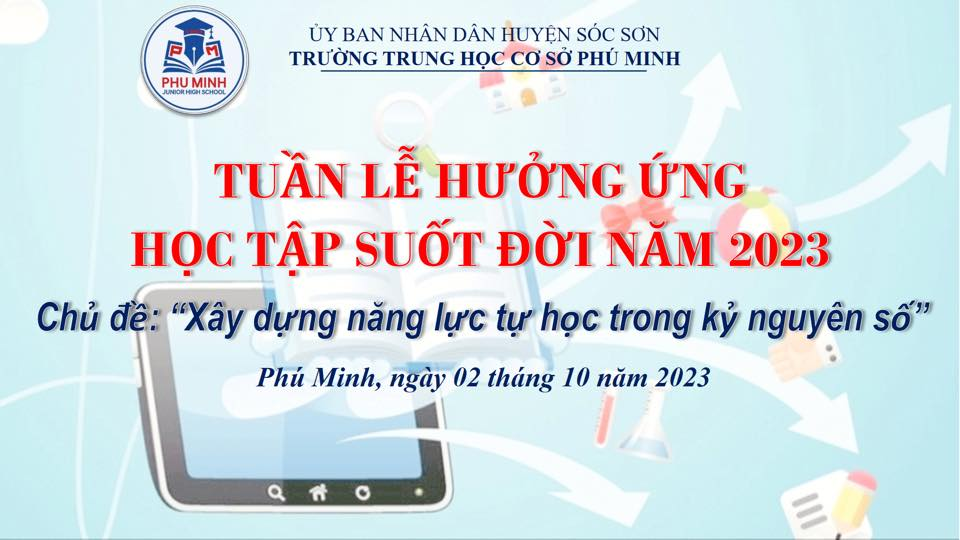 PM
PHU MINH
JUNIOR HIGH SCHOOL
ỦY BAN NHÂN DÂN HUYỆN SÓC SƠN
TRƯỜNG TRUNG HỌC CƠ SỞ PHÚ MINH
TUẦN LỄ HƯỞNG ỨNG
HỌC TẬP SUỐT ĐỜI NĂM 2023
Chủ đề: “Xây dựng năng lực tự học trong kỷ nguyên số”
Phú Minh, ngày 02 tháng 10 năm 2023